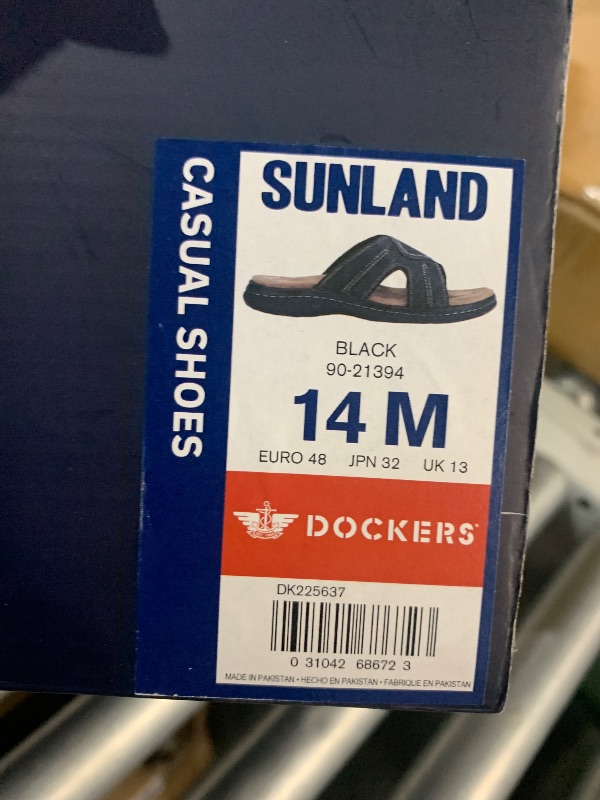 CASUAL SHOES
SUNLAND
BLACK
90-21394
14 M
EURO 48 JPN 32 UK 13
DOCKERS
DK225637
0 31042 68672 3
MADE IN PAKISTAN • HECHO EN PAKISTAN • FABRIQUE EN PAKISTAN